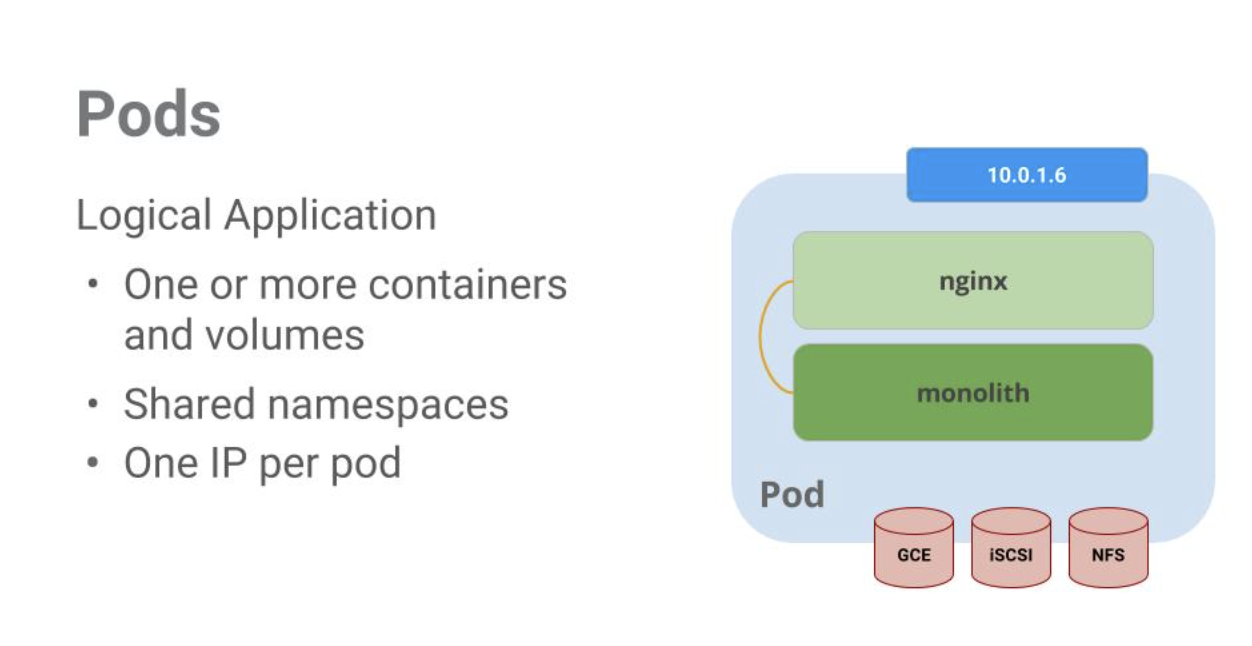 Pods
Logical Application
• One or more containers
and volumes
• Shared namespaces
• One IP per pod
10.0.1.6
nginx
monolith
Pod
GCE
iSCSI
NFS